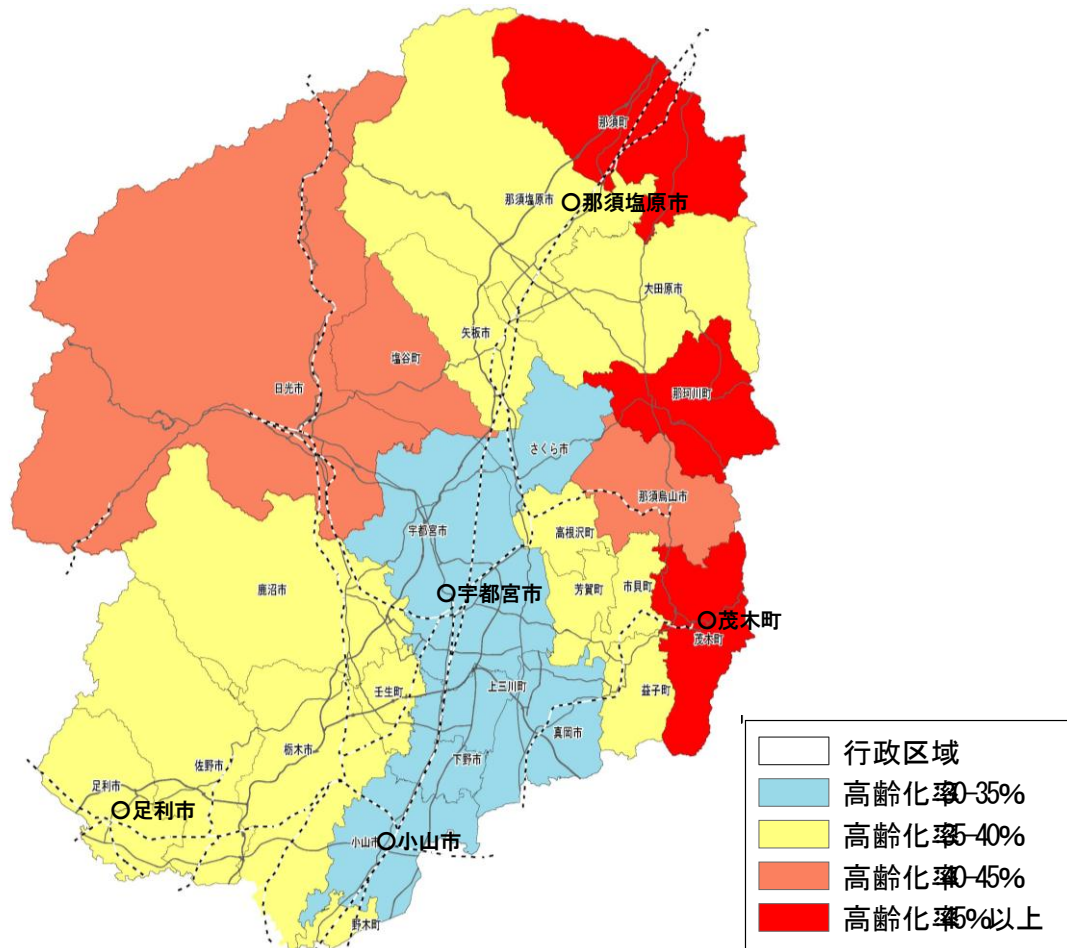 那須町
那須塩原市
那須塩原市
大田原市
矢板市
塩谷町
日光市
那珂川町
さくら市
那須烏山市
宇都宮市
高根沢町
鹿沼市
芳賀町
市貝町
宇都宮市
茂木町
茂木町
壬生町
上三川町
益子町
真岡市
栃木市
下野市
佐野市
足利市
足利市
小山市
小山市
野木町
行政区域
高齢化率30-35%
高齢化率35-40%
高齢化率40-45%
高齢化率45%以上